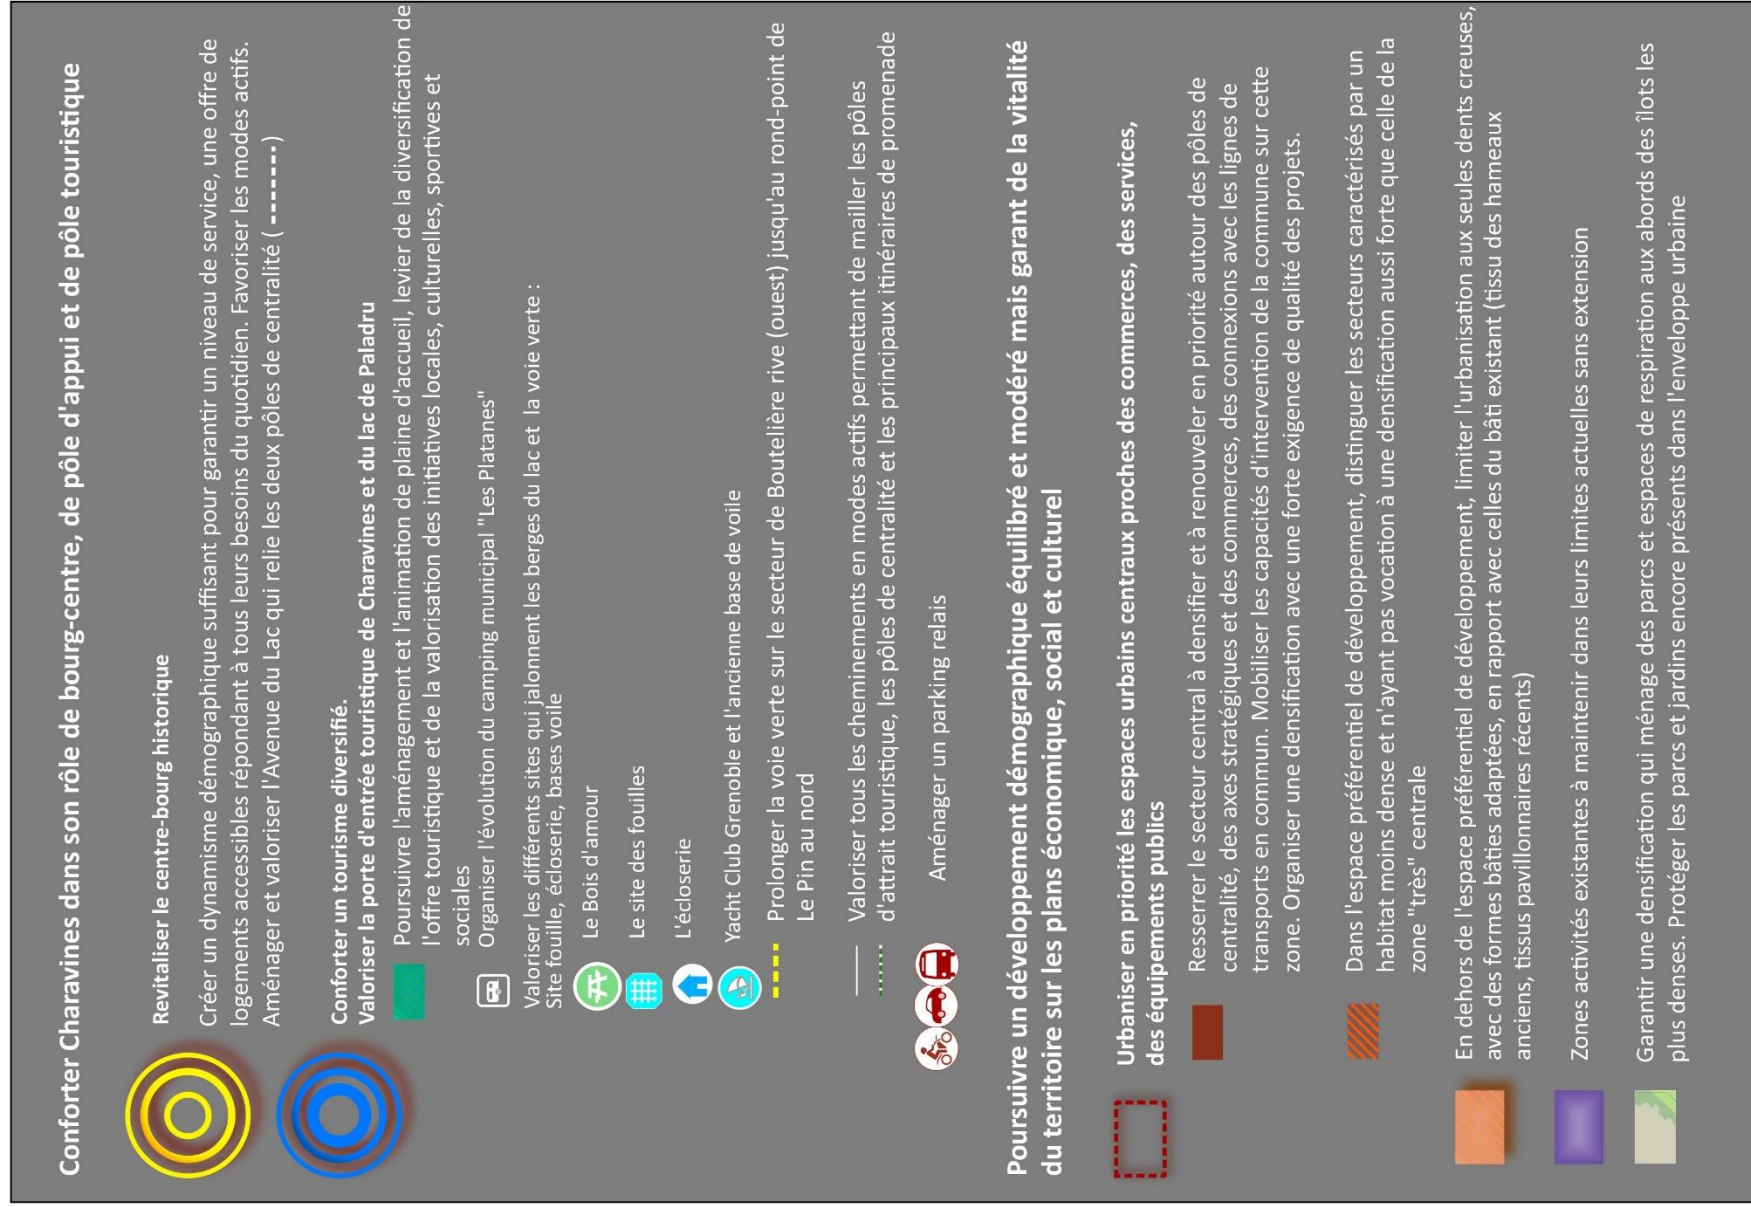 Conforter Charavines dans son rôle de bourg-centre, de pôle d'appui et de pôle touristique
Revitaliser le centre-bourg historique
Créer un dynamisme démographique suffisant pour garantir un niveau de service, une offre de
logements accessibles répondant à tous leurs besoins du quotidien. Favoriser les modes actifs.
Aménager et valoriser l'Avenue du Lac qui relie les deux pôles de centralité ( ------- )
Conforter un tourisme diversifié.
Valoriser la porte d'entrée touristique de Charavines et du lac de Paladru
Poursuivre l'aménagement et l'animation de plaine d'accueil, levier de la diversification de
l'offre touristique et de la valorisation des initiatives locales, culturelles, sportives et
sociales
Organiser l'évolution du camping municipal "Les Platanes"
Valoriser les différents sites qui jalonnent les berges du lac et la voie verte :
Site fouille, écloserie, bases voile
Le Bois d'amour
Le site des fouilles
L'écloserie
Yacht Club Grenoble et l'ancienne base de voile
Prolonger la voie verte sur le secteur de Boutelière rive (ouest) jusqu'au rond-point de
Le Pin au nord
Valoriser tous les cheminements en modes actifs permettant de mailler les pôles
d'attrait touristique, les pôles de centralité et les principaux itinéraires de promenade
Aménager un parking relais
Poursuivre un développement démographique équilibré et modéré mais garant de la vitalité
du territoire sur les plans économique, social et culturel
Urbaniser en priorité les espaces urbains centraux proches des commerces, des services,
des équipements publics
Resserrer le secteur central à densifier et à renouveler en priorité autour des pôles de
centralité, des axes stratégiques et des commerces, des connexions avec les lignes de
transports en commun. Mobiliser les capacités d'intervention de la commune sur cette
zone. Organiser une densification avec une forte exigence de qualité des projets.
Dans l'espace préférentiel de développement, distinguer les secteurs caractérisés par un
habitat moins dense et n'ayant pas vocation à une densification aussi forte que celle de la
zone "très" centrale
En dehors de l'espace préférentiel de développement, limiter l'urbanisation aux seules dents creuses,
avec des formes bâties adaptées, en rapport avec celles du bâti existant (tissu des hameaux
anciens, tissus pavillonnaires récents)
Zones activités existantes à maintenir dans leurs limites actuelles sans extension
Garantir une densification qui ménage des parcs et espaces de respiration aux abords des îlots les
plus denses. Protéger les parcs et jardins encore présents dans l'enveloppe urbaine